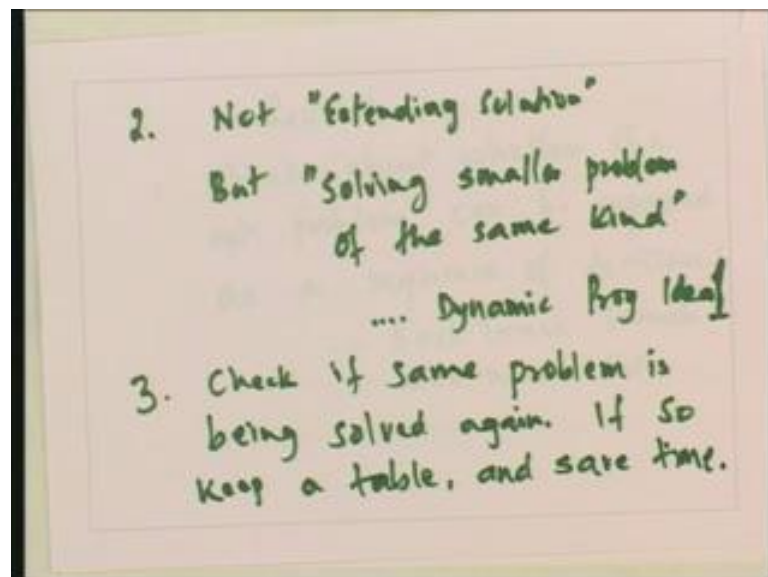 2. Not "Extending solution"
But "Solving smaller problem
of the same kind"
.... Dynamic Prog Idea]
3. Check if same problem is
being solved again. If so
keep a table, and save time.